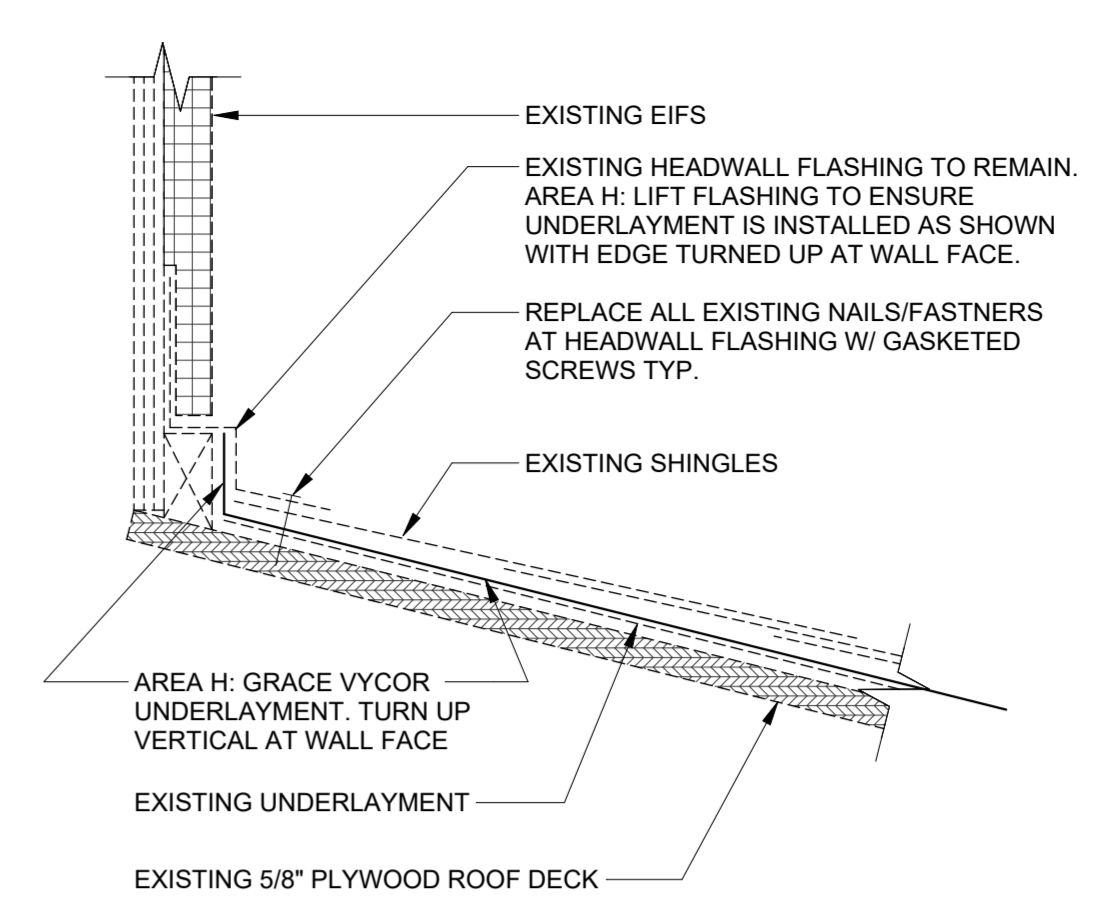 EXISTING EIFS
EXISTING HEADWALL FLASHING TO REMAIN.
AREA H: LIFT FLASHING TO ENSURE
UNDERLAYMENT IS INSTALLED AS SHOWN
WITH EDGE TURNED UP AT WALL FACE.
REPLACE ALL EXISTING NAILS/FASTNERS
AT HEADWALL FLASHING W/ GASKETED
SCREWS TYP.
EXISTING SHINGLES
AREA H: GRACE VYCOR
UNDERLAYMENT. TURN UP
VERTICAL AT WALL FACE
EXISTING UNDERLAYMENT
EXISTING 5/8" PLYWOOD ROOF DECK